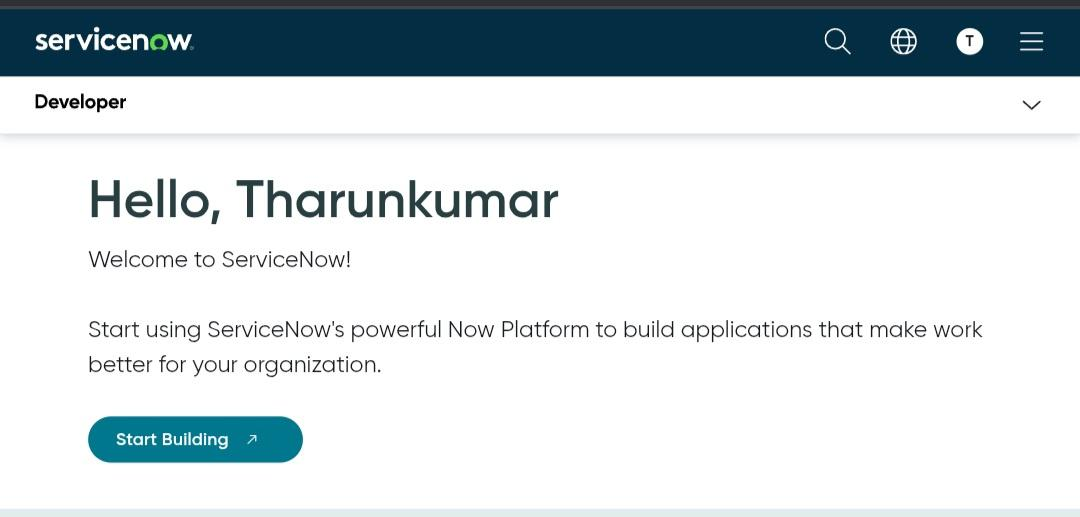 servicenow
T
Developer
Hello, Tharunkumar
Welcome to ServiceNow!
Start using ServiceNow's powerful Now Platform to build applications that make work
better for your organization.
Start Building